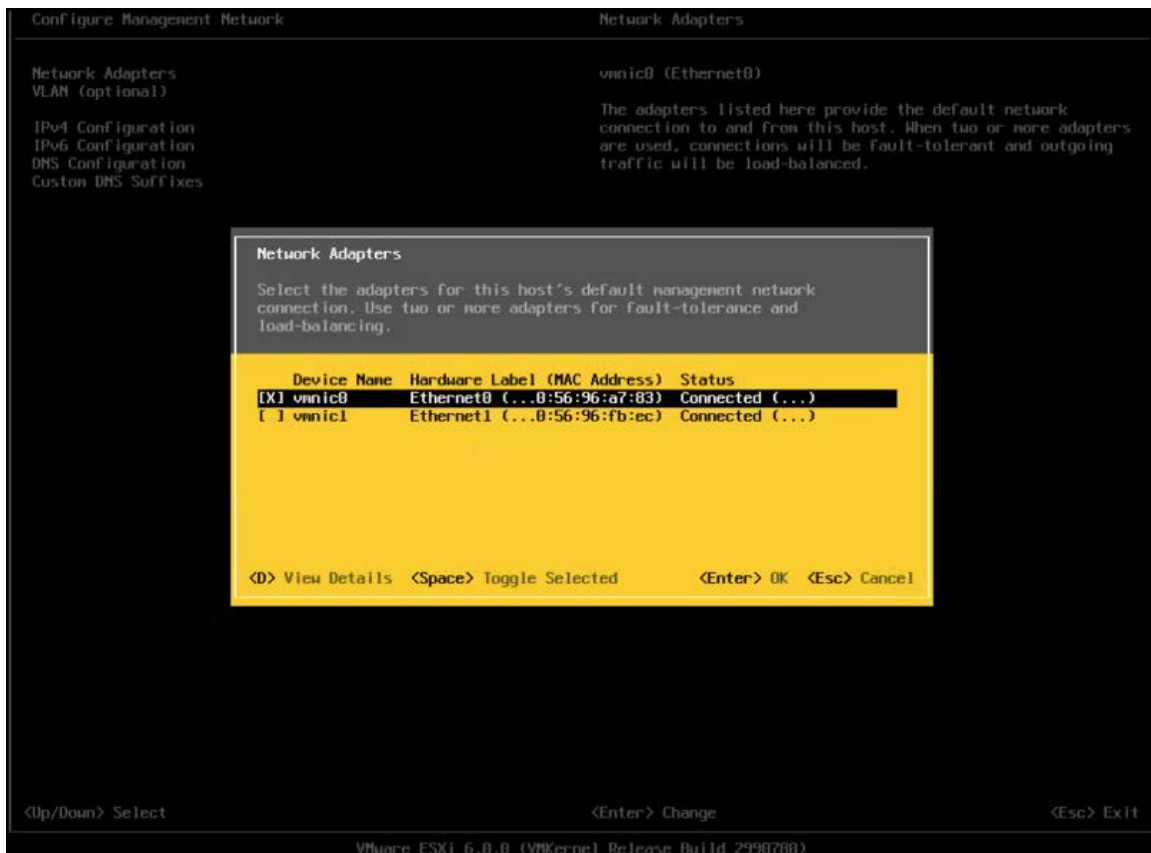 Configure Management Network
Network Adapters
Network Adapters
VLAN (optional)
IPv4 Configuration
IPv6 Configuration
DNS Configuration
Custom DNS Suffixes
vmnic0 (Ethernet0)
The adapters listed here provide the default network
connection to and from this host. When two or more adapters
are used, connections will be fault-tolerant and outgoing
traffic will be load-balanced.
Network Adapters
Select the adapters for this host's default management network
connection. Use two or more adapters for fault-tolerance and
load-balancing.
Device Name Hardware Label (MAC Address) Status
[X] vmnic0 Ethernet0 (...0:56:96:a7:83) Connected (...)
[ ] vmnic1 Ethernet1 (...0:56:96:fb:ec) Connected (...)
<D> View Details <Space> Toggle Selected <Enter> OK <Esc> Cancel
<Up/Down> Select <Enter> Change <Esc> Exit
VMware ESXi 6.0.0 (VMKernel Release Build 2990780)